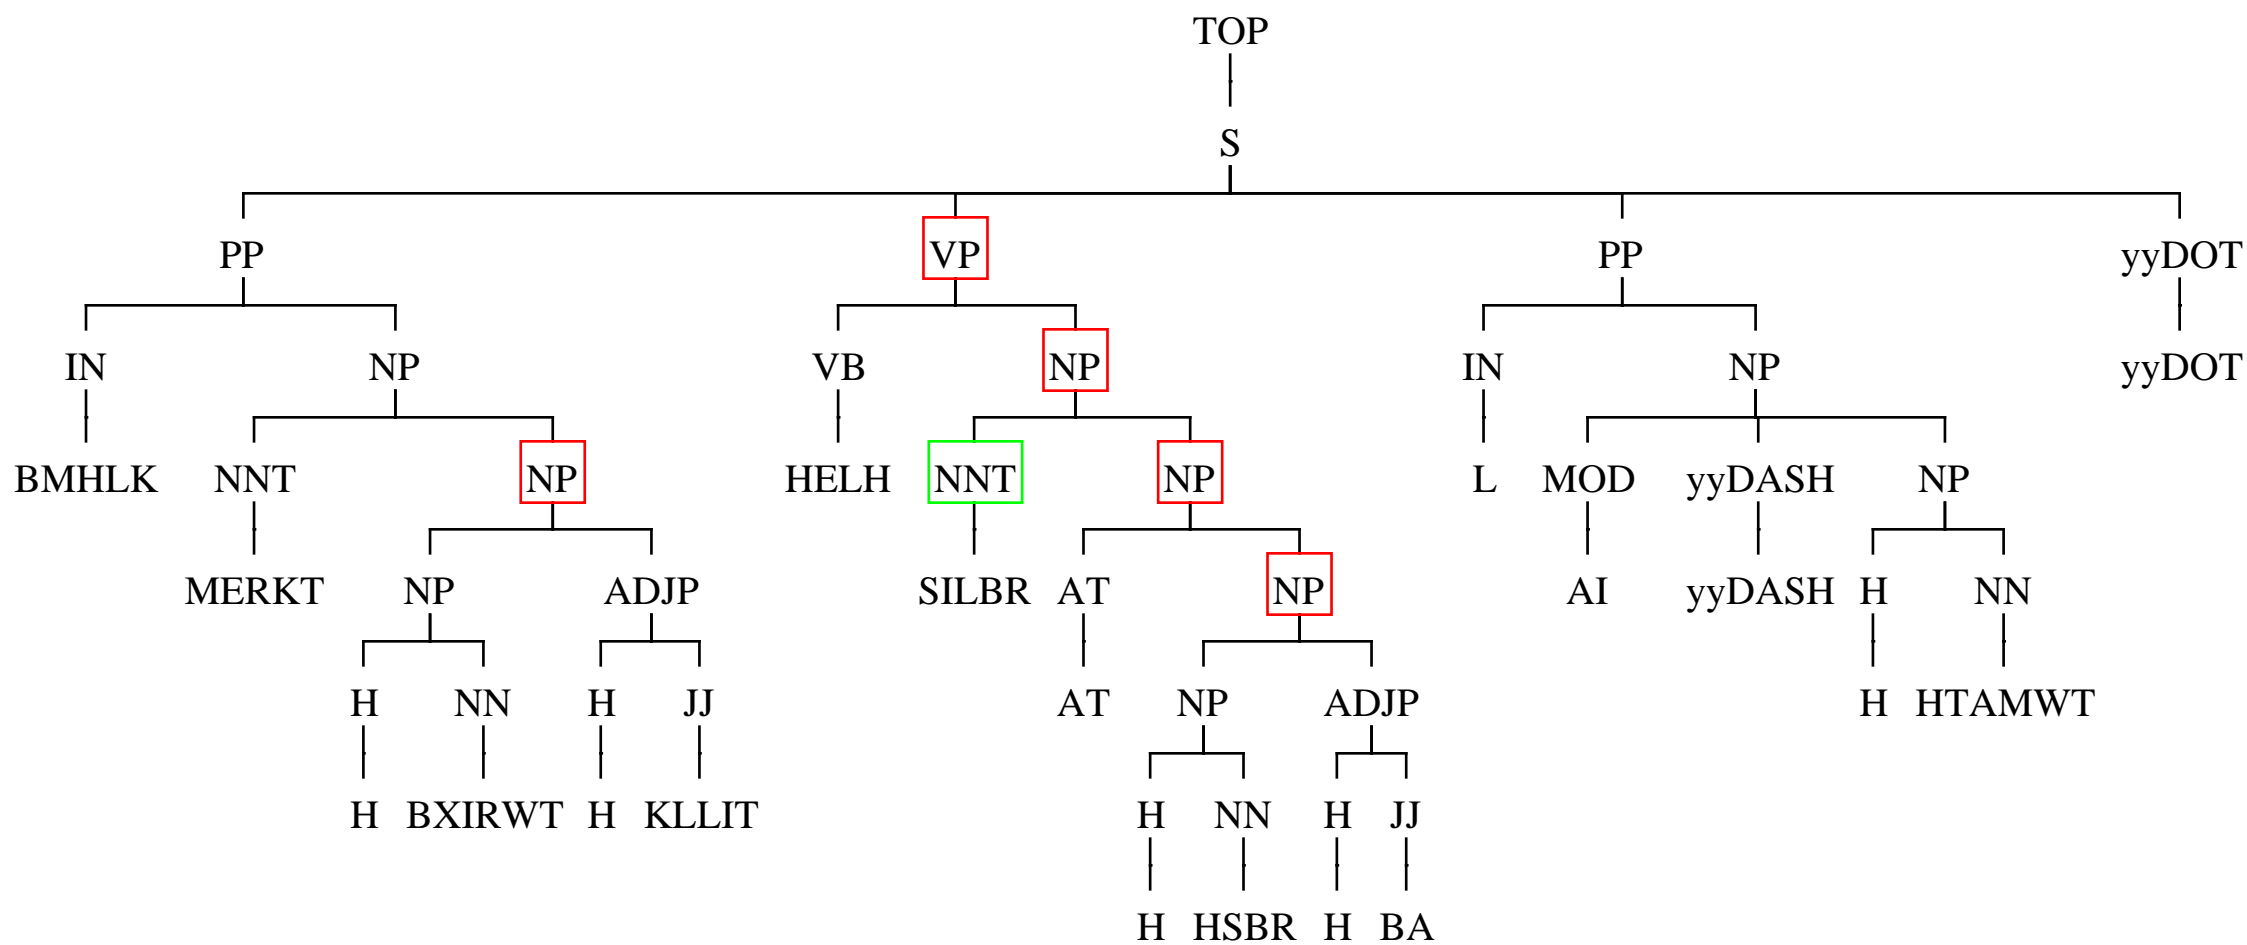 TOP
S
PP VP PP yyDOT
IN NP VB NP IN NP yyDOT
BMHLK NNT NP HELH NNT NP L MOD yyDASH NP
MERKT NP ADJP SILBR AT NP AI yyDASH H NN
H NN H JJ AT NP ADJP H HTAMWT
H BXIRWT H KLLIT H NN H JJ
H HSBR H BA